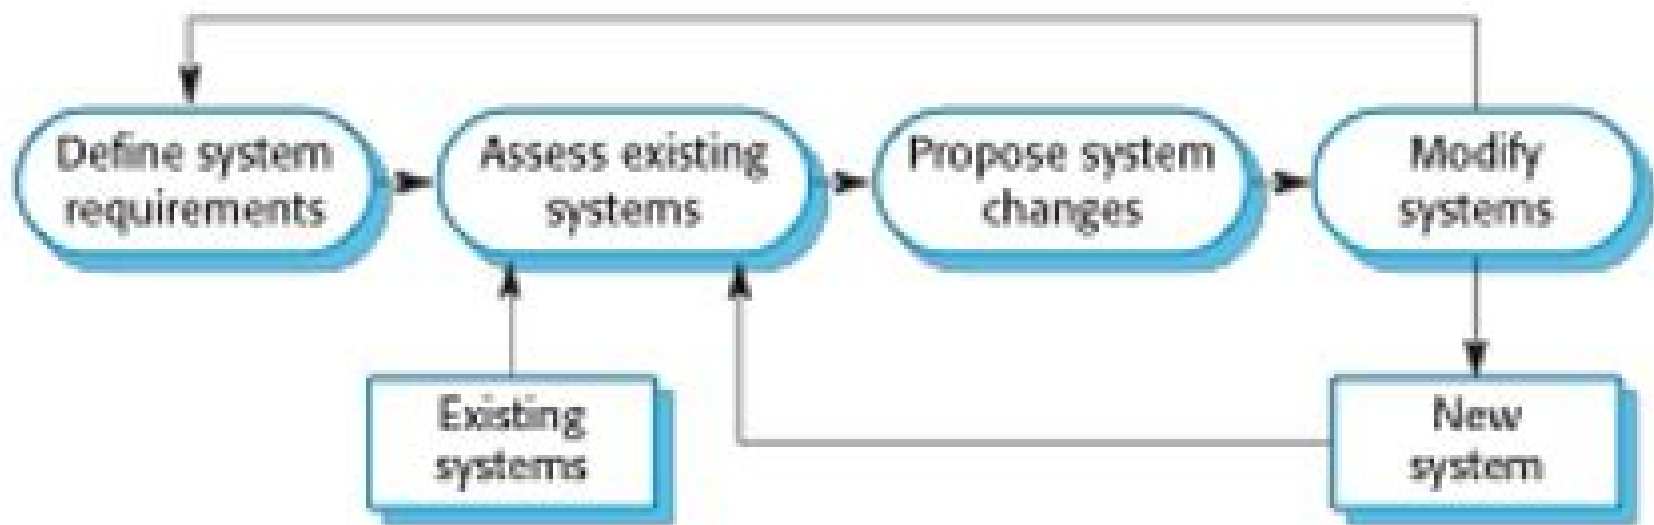 Define system
requirements
Assess existing
systems
Propose system
changes
Modify
systems
Existing
systems
New
system